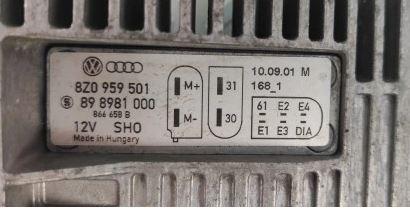 8Z0 959 501
89 8981 000
866 658 B
12V SHO
Made in Hungary
M+
M-
31
30
10.09.01 M
168_1
61 E2 E4
E1 E3 DIA